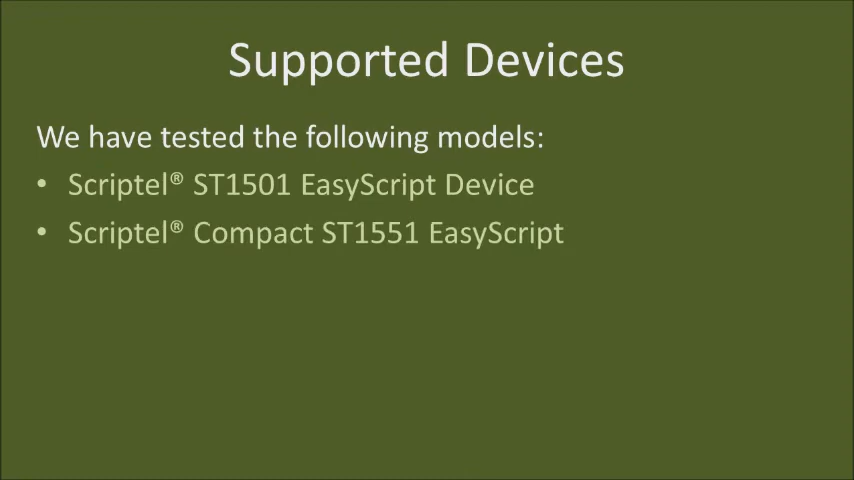 Supported Devices
We have tested the following models:
• Scriptel® ST1501 EasyScript Device
• Scriptel® Compact ST1551 EasyScript